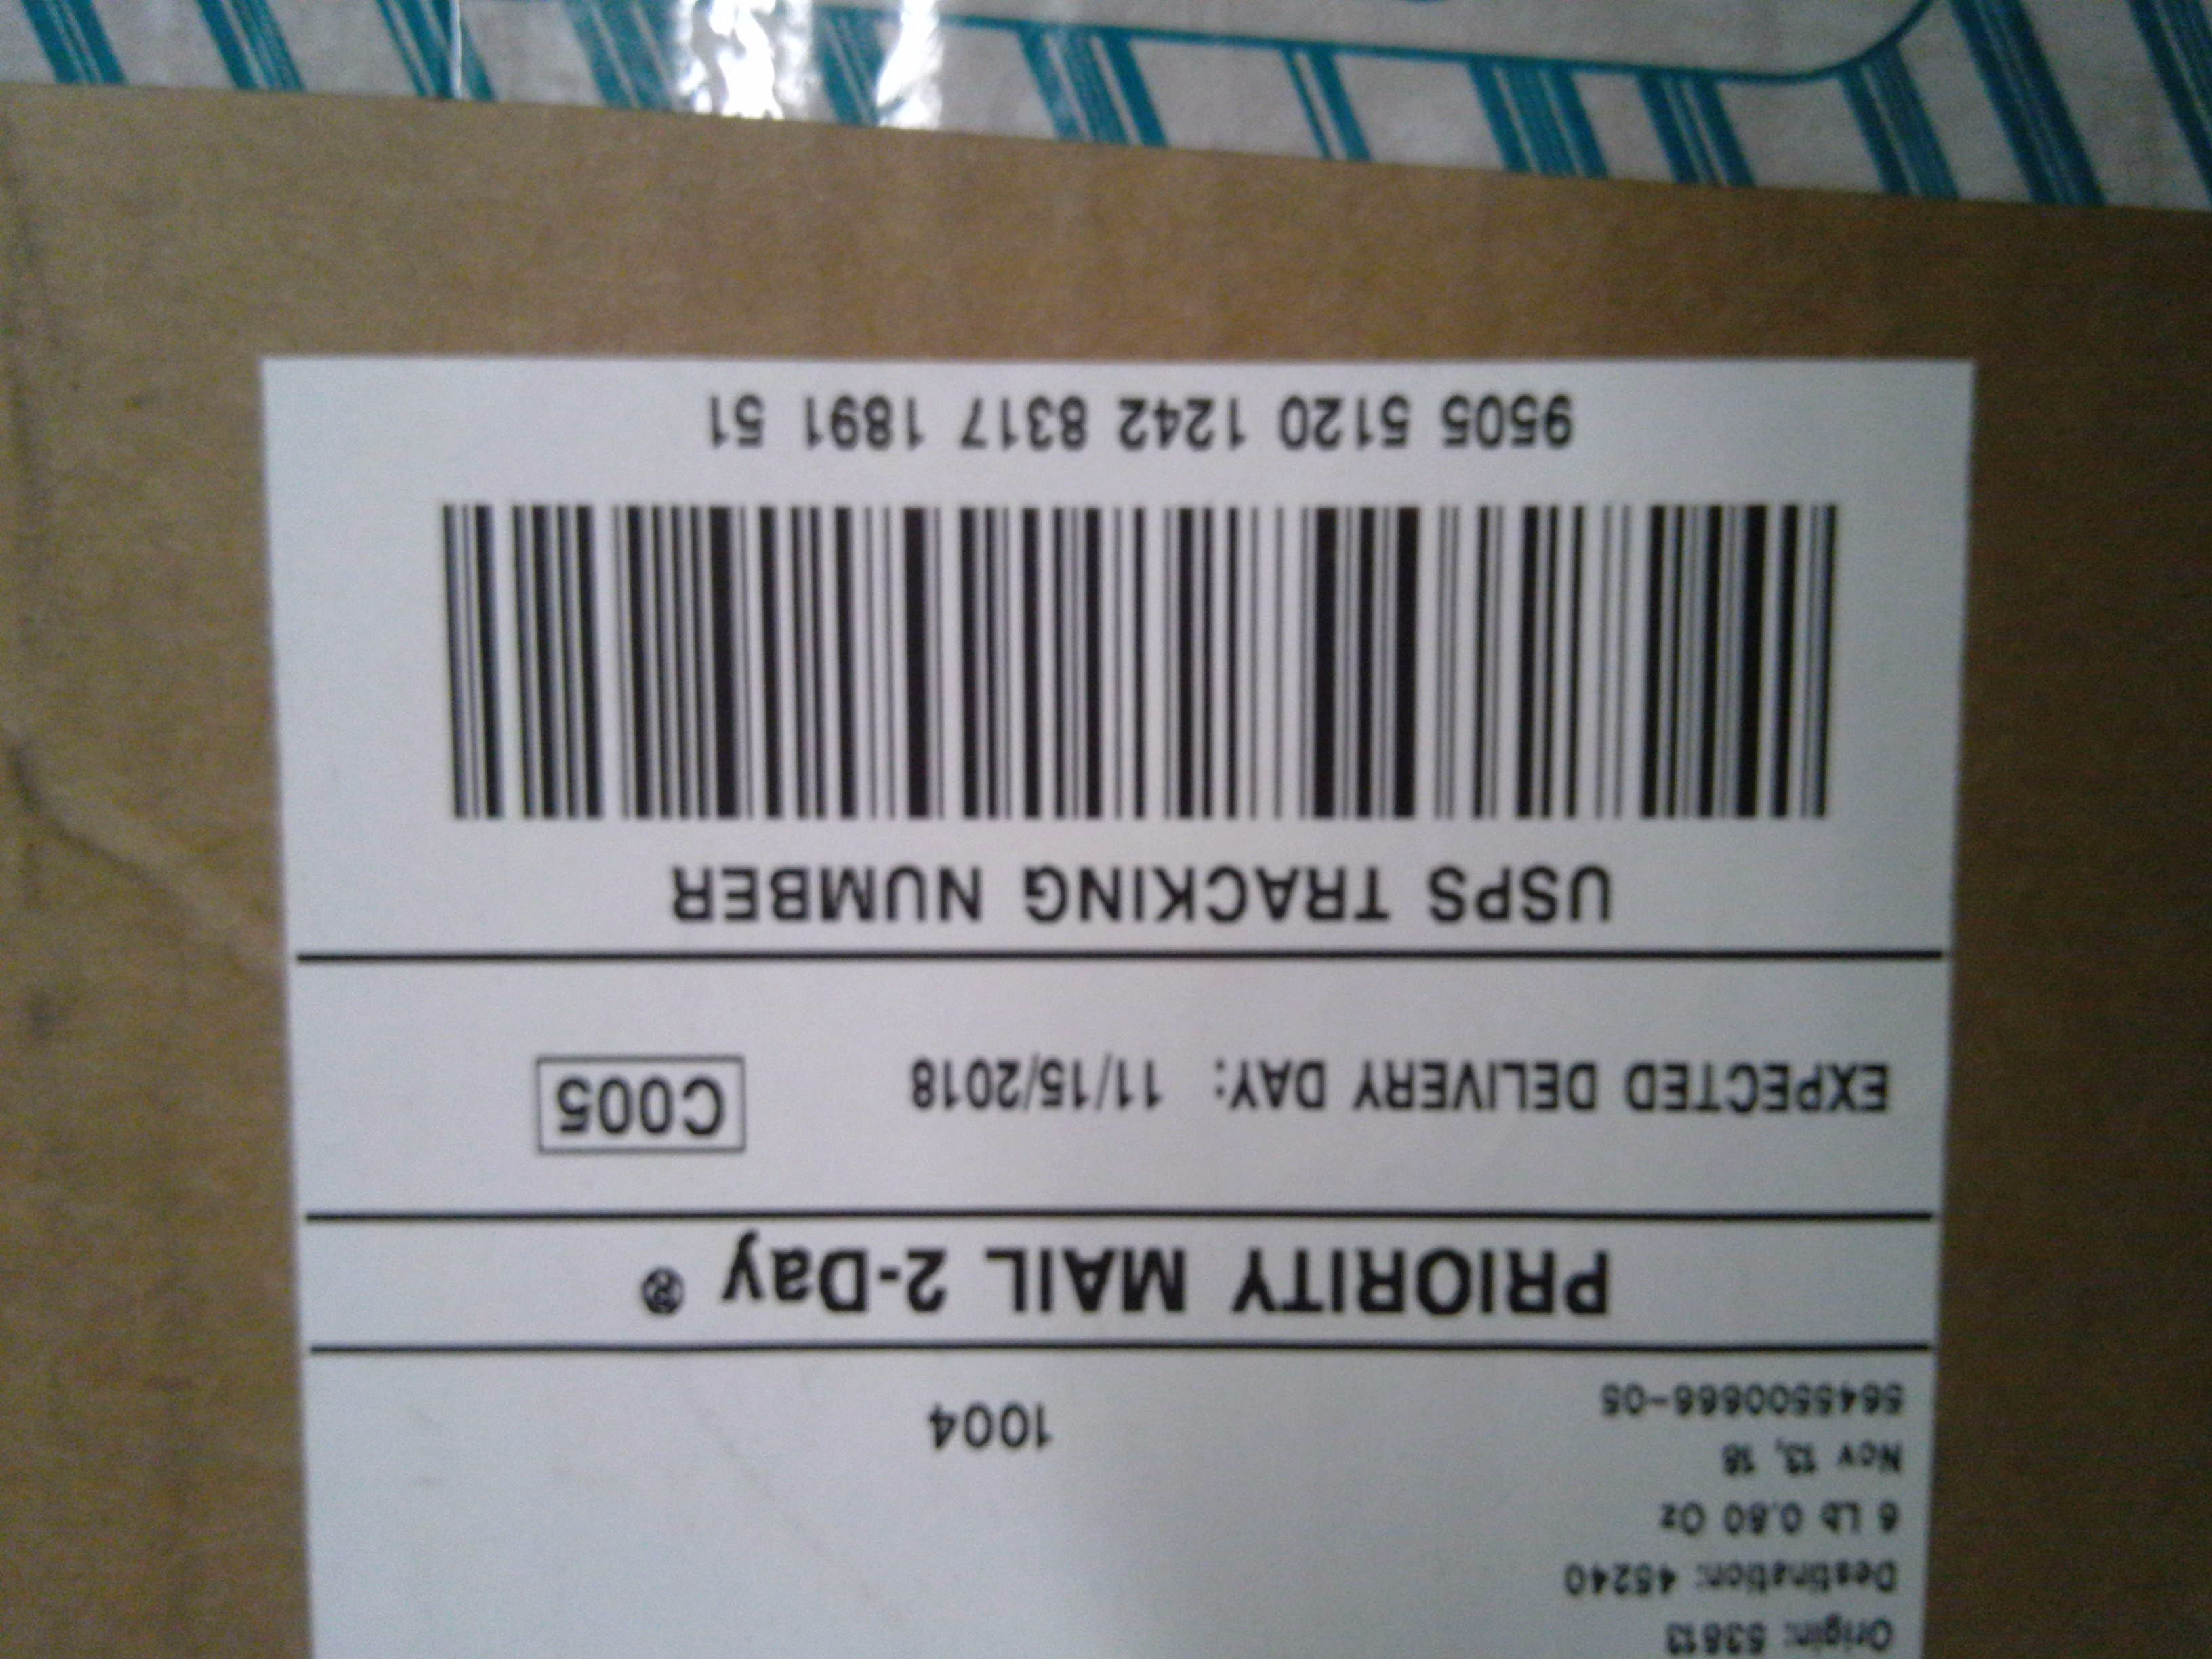 Origin: 53813
Destination: 45240
6 Lb 0.80 Oz
Nov 13, 18
5645500666-05
1004
PRIORITY MAIL 2-Day ®
EXPECTED DELIVERY DAY: 11/15/2018
C005
USPS TRACKING NUMBER
9505 5120 1242 8317 1891 51